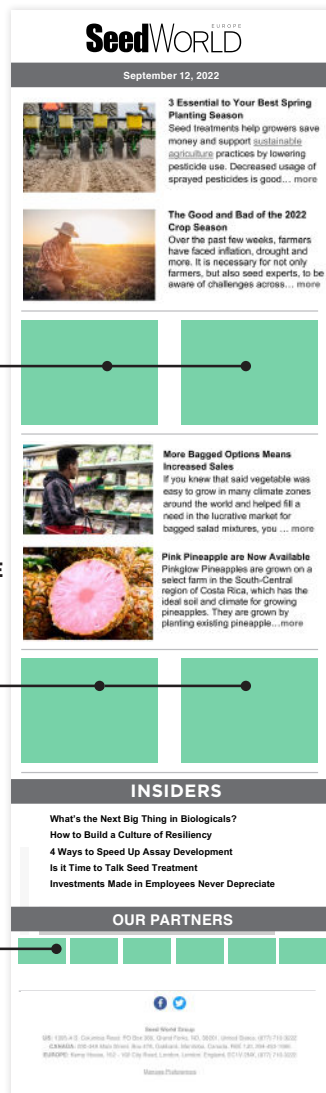 EUROPE
SeedWORLD
September 12, 2022
3 Essential to Your Best Spring
Planting Season
Seed treatments help growers save
money and support sustainable
agriculture practices by lowering
pesticide use. Decreased usage of
sprayed pesticides is good... more
The Good and Bad of the 2022
Crop Season
Over the past few weeks, farmers
have faced inflation, drought and
more. It is necessary for not only
farmers, but also seed experts, to be
aware of challenges across... more
More Bagged Options Means
Increased Sales
If you knew that said vegetable was
easy to grow in many climate zones
around the world and helped fill a
need in the lucrative market for
bagged salad mixtures, you ... more
E
Pink Pineapple are Now Available
Pinkglow Pineapples are grown on a
select farm in the South-Central
region of Costa Rica, which has the
ideal soil and climate for growing
pineapples. They are grown by
planting existing pineapple...more
INSIDERS
What's the Next Big Thing in Biologicals?
How to Build a Culture of Resiliency
4 Ways to Speed Up Assay Development
Is it Time to Talk Seed Treatment
Investments Made in Employees Never Depreciate
OUR PARTNERS
Seed World Group
Manage Preferences